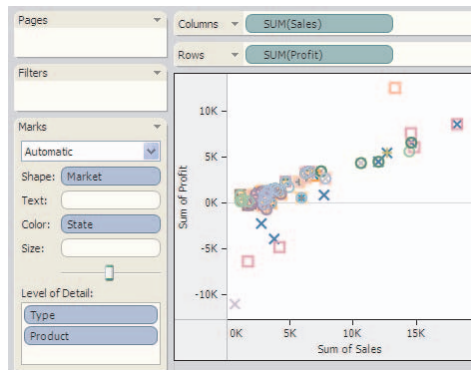 Pages
Columns SUM(Sales)
Rows SUM(Profit)
Filters
Marks
Automatic
Shape: Market
Text:
Color: State
Size:
Level of Detail:
Type
Product
Sum of Profit
10K
5K
0K
-5K
-10K
0K 5K 10K 15K
Sum of Sales